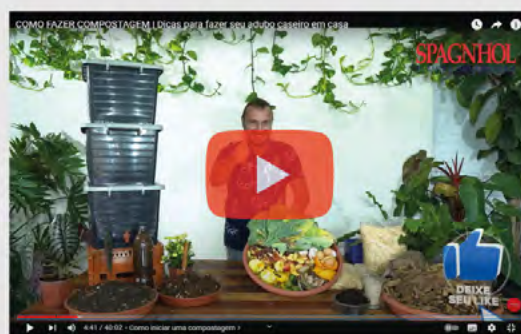 COMO FAZER COMPOSTAGEM | Dicas para fazer seu adubo caseiro em casa
SPAGNHOL
DEIXE
SEU LIKE
4:41 / 40:02 • Como iniciar uma compostagem >